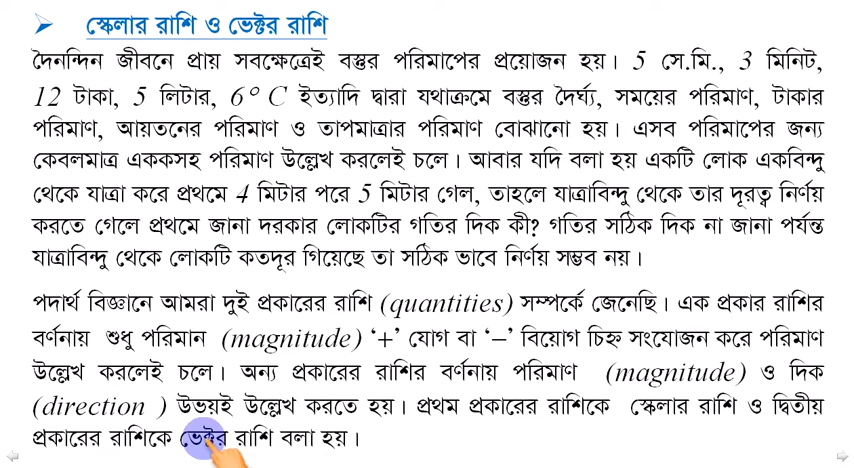 স্কেলার রাশি ও ভেক্টর রাশি
দৈনন্দিন জীবনে প্রায় সবক্ষেত্রেই বস্তুর পরিমাপের প্রয়োজন হয়। 5 সে.মি., 3 মিনিট,
12 টাকা, 5 লিটার, 6° C ইত্যাদি দ্বারা যথাক্রমে বস্তুর দৈর্ঘ্য, সময়ের পরিমাণ, টাকার
পরিমাণ, আয়তনের পরিমাণ ও তাপমাত্রার পরিমাণ বোঝানো হয়। এসব পরিমাপের জন্য
কেবলমাত্র এককসহ পরিমাণ উল্লেখ করলেই চলে। আবার যদি বলা হয় একটি লোক একবিন্দু
থেকে যাত্রা করে প্রথমে 4 মিটার পরে 5 মিটার গেল, তাহলে যাত্রাবিন্দু থেকে তার দূরত্ব নির্ণয়
করতে গেলে প্রথমে জানা দরকার লোকটির গতির দিক কী? গতির সঠিক দিক না জানা পর্যন্ত
যাত্রাবিন্দু থেকে লোকটি কতদূর গিয়েছে তা সঠিক ভাবে নির্ণয় সম্ভব নয়।
পদার্থ বিজ্ঞানে আমরা দুই প্রকারের রাশি (quantities) সম্পর্কে জেনেছি। এক প্রকার রাশির
বর্ণনায় শুধু পরিমান (magnitude) ‘+’ যোগ বা ‘−’ বিয়োগ চিহ্ন সংযোজন করে পরিমাণ
উল্লেখ করলেই চলে। অন্য প্রকারের রাশির বর্ণনায় পরিমাণ (magnitude) ও দিক
(direction ) উভয়ই উল্লেখ করতে হয়। প্রথম প্রকারের রাশিকে স্কেলার রাশি ও দ্বিতীয়
প্রকারের রাশিকে ভেক্টর রাশি বলা হয়।